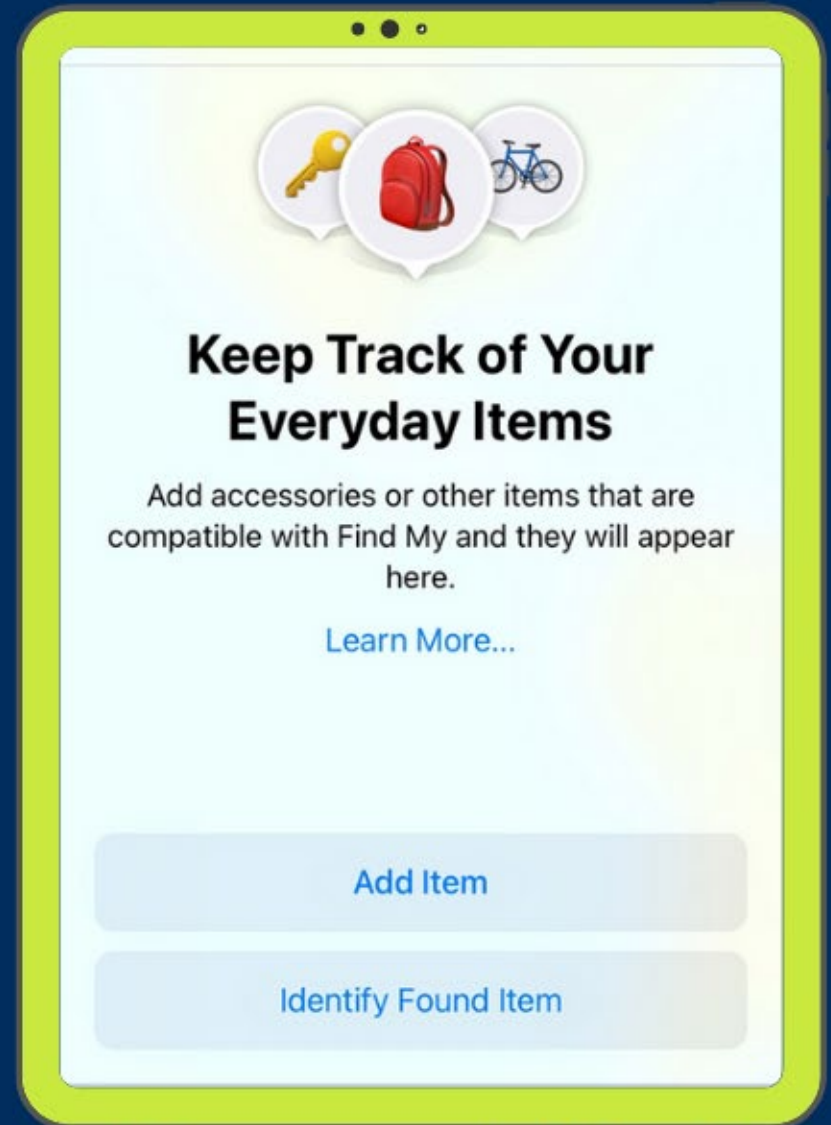 Keep Track of Your
Everyday Items
Add accessories or other items that are
compatible with Find My and they will appear
here.
Learn More...
Add Item
Identify Found Item